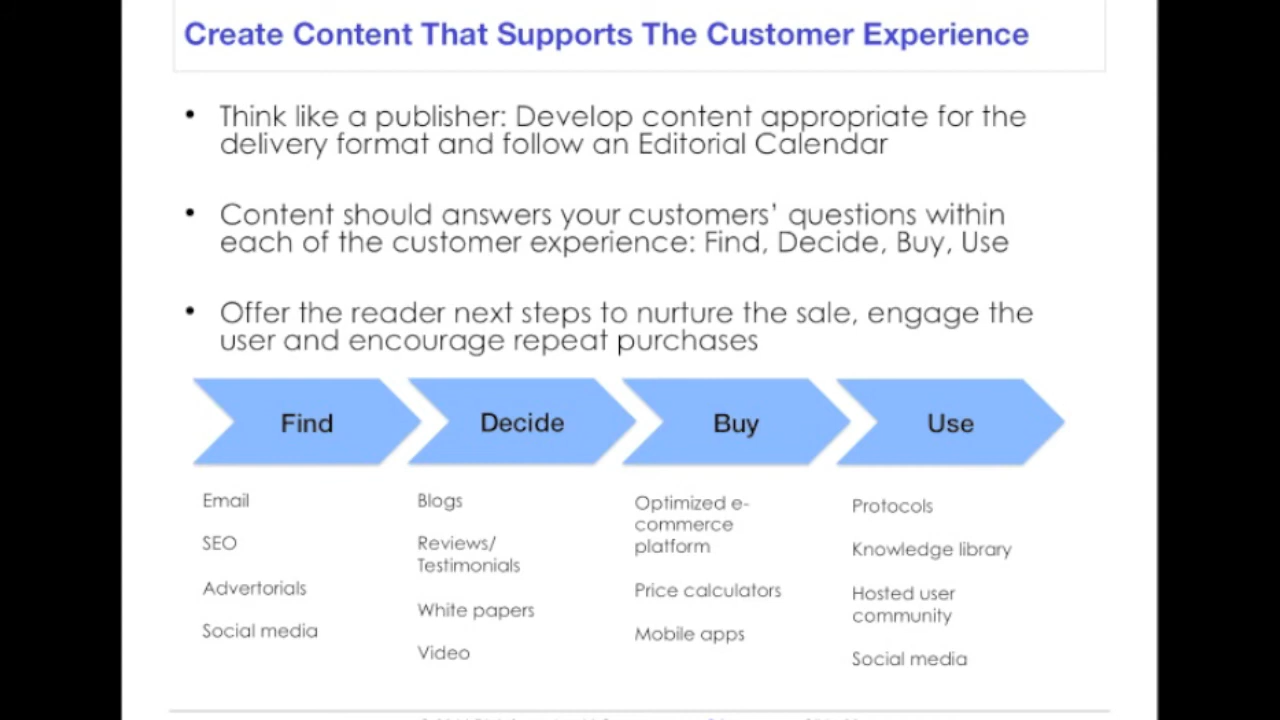 Create Content That Supports The Customer Experience
• Think like a publisher: Develop content appropriate for the
delivery format and follow an Editorial Calendar
• Content should answers your customers’ questions within
each of the customer experience: Find, Decide, Buy, Use
• Offer the reader next steps to nurture the sale, engage the
user and encourage repeat purchases
Find
Decide
Buy
Use
Email
SEO
Advertorials
Social media
Blogs
Reviews/
Testimonials
White papers
Video
Optimized e-
commerce
platform
Price calculators
Mobile apps
Protocols
Knowledge library
Hosted user
community
Social media